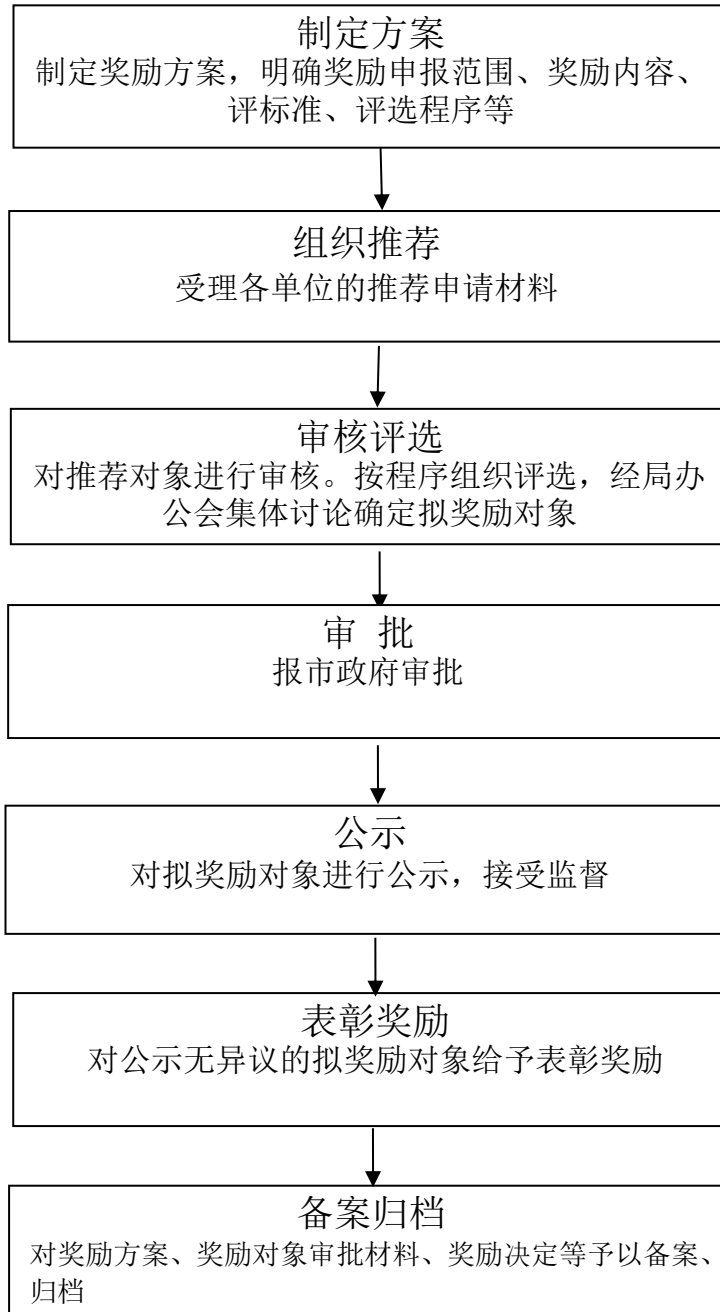 制定方案
制定奖励方案，明确奖励申报范围、奖励内容、
评标准、评选程序等
组织推荐
受理各单位的推荐申请材料
审核评选
对推荐对象进行审核。按程序组织评选，经局办
公会集体讨论确定拟奖励对象
审 批
报市政府审批
公示
对拟奖励对象进行公示，接受监督
表彰奖励
对公示无异议的拟奖励对象给予表彰奖励
备案归档
对奖励方案、奖励对象审批材料、奖励决定等予以备案、
归档